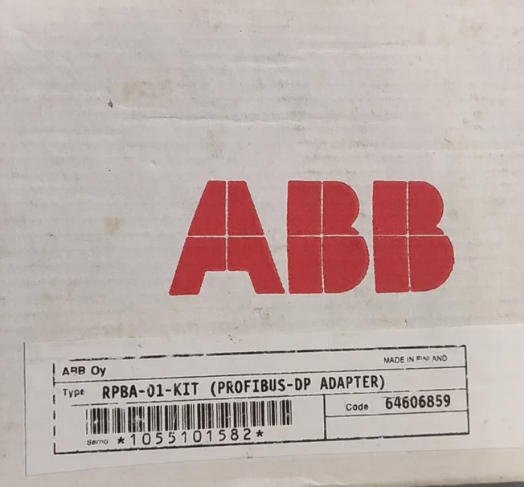 ABB
ABB Oy
MADE IN FINLAND
Type RPBA-01-KIT (PROFIBUS-DP ADAPTER)
Code 64606859
Serno *1055101582*